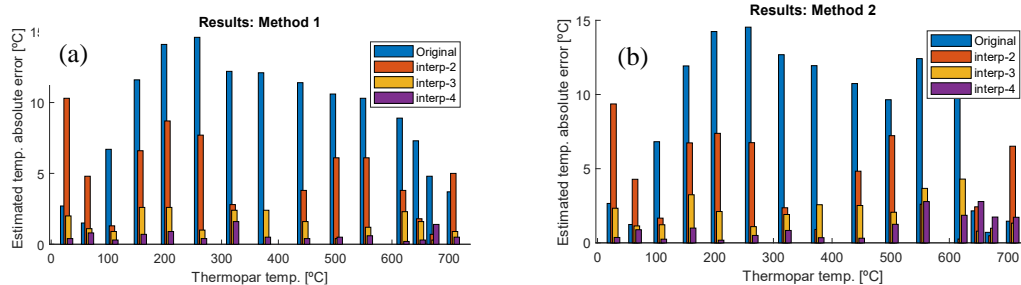 Results: Method 1
(a)
Original
interp-2
interp-3
interp-4
Estimated temp. absolute error [ºC]
10
5
0
0 100 200 300 400 500 600 700
Thermopar temp. [ºC]
Results: Method 2
(b)
Original
interp-2
interp-3
interp-4
Estimated temp. absolute error [ºC]
15
10
5
0
0 100 200 300 400 500 600 700
Thermopar temp. [ºC]